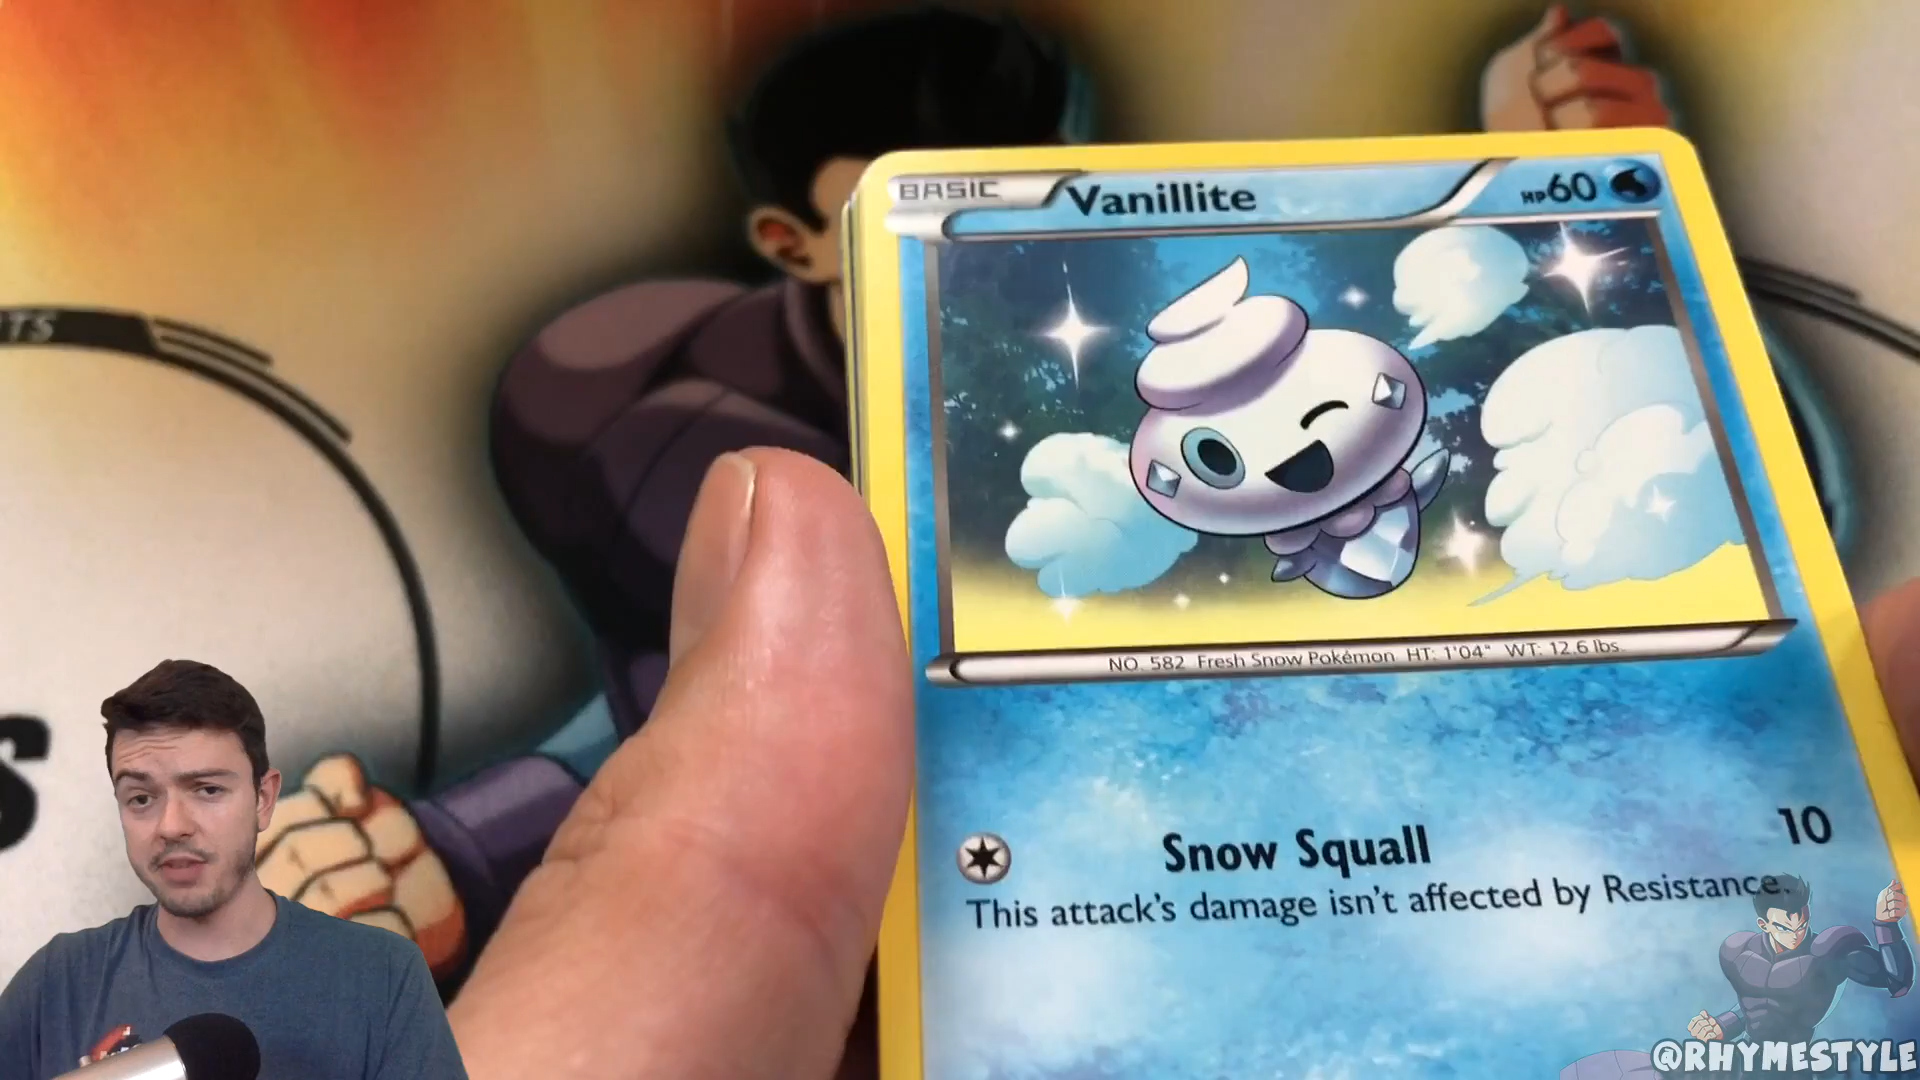 TS
S
BASIC Vanillite HP60
NO. 582 Fresh Snow Pokémon HT: 1'04" WT: 12.6 lbs.
Snow Squall 10
This attack's damage isn't affected by Resistance.
@RHYMESTYLE